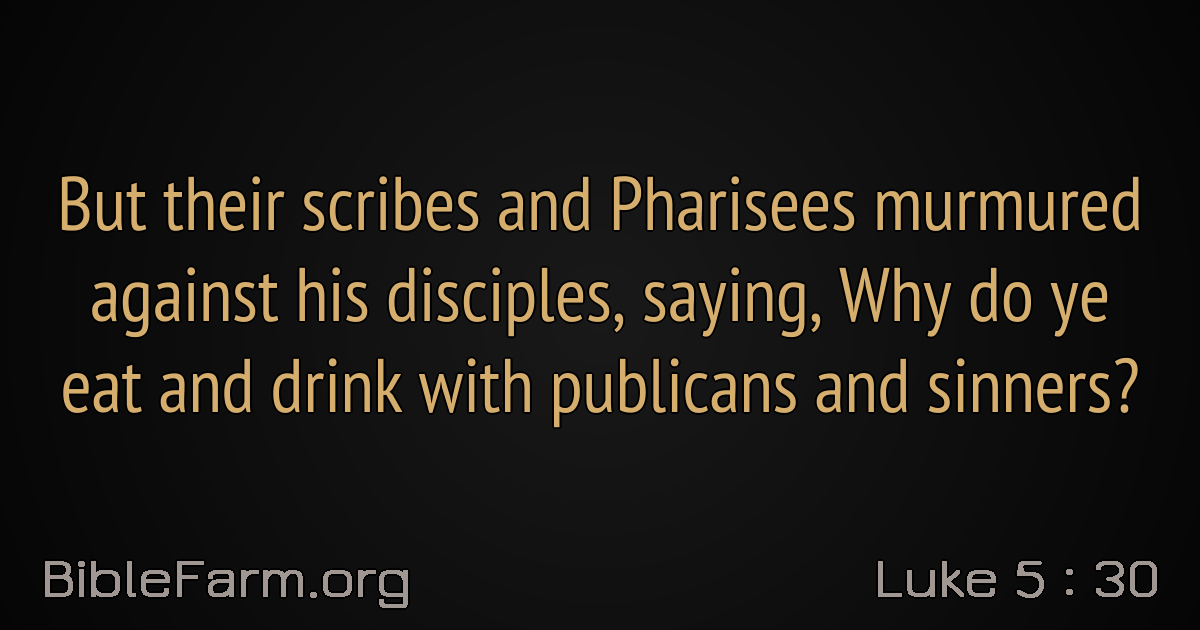 But their scribes and Pharisees murmured
against his disciples, saying, Why do ye
eat and drink with publicans and sinners?
BibleFarm.org
Luke 5 : 30